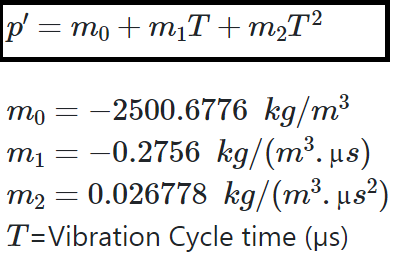 p′ = m₀ + m₁T + m₂T²
m₀ = −2500.6776 kg/m³
m₁ = −0.2756 kg/(m³. μs)
m₂ = 0.026778 kg/(m³. μs²)
T=Vibration Cycle time (μs)